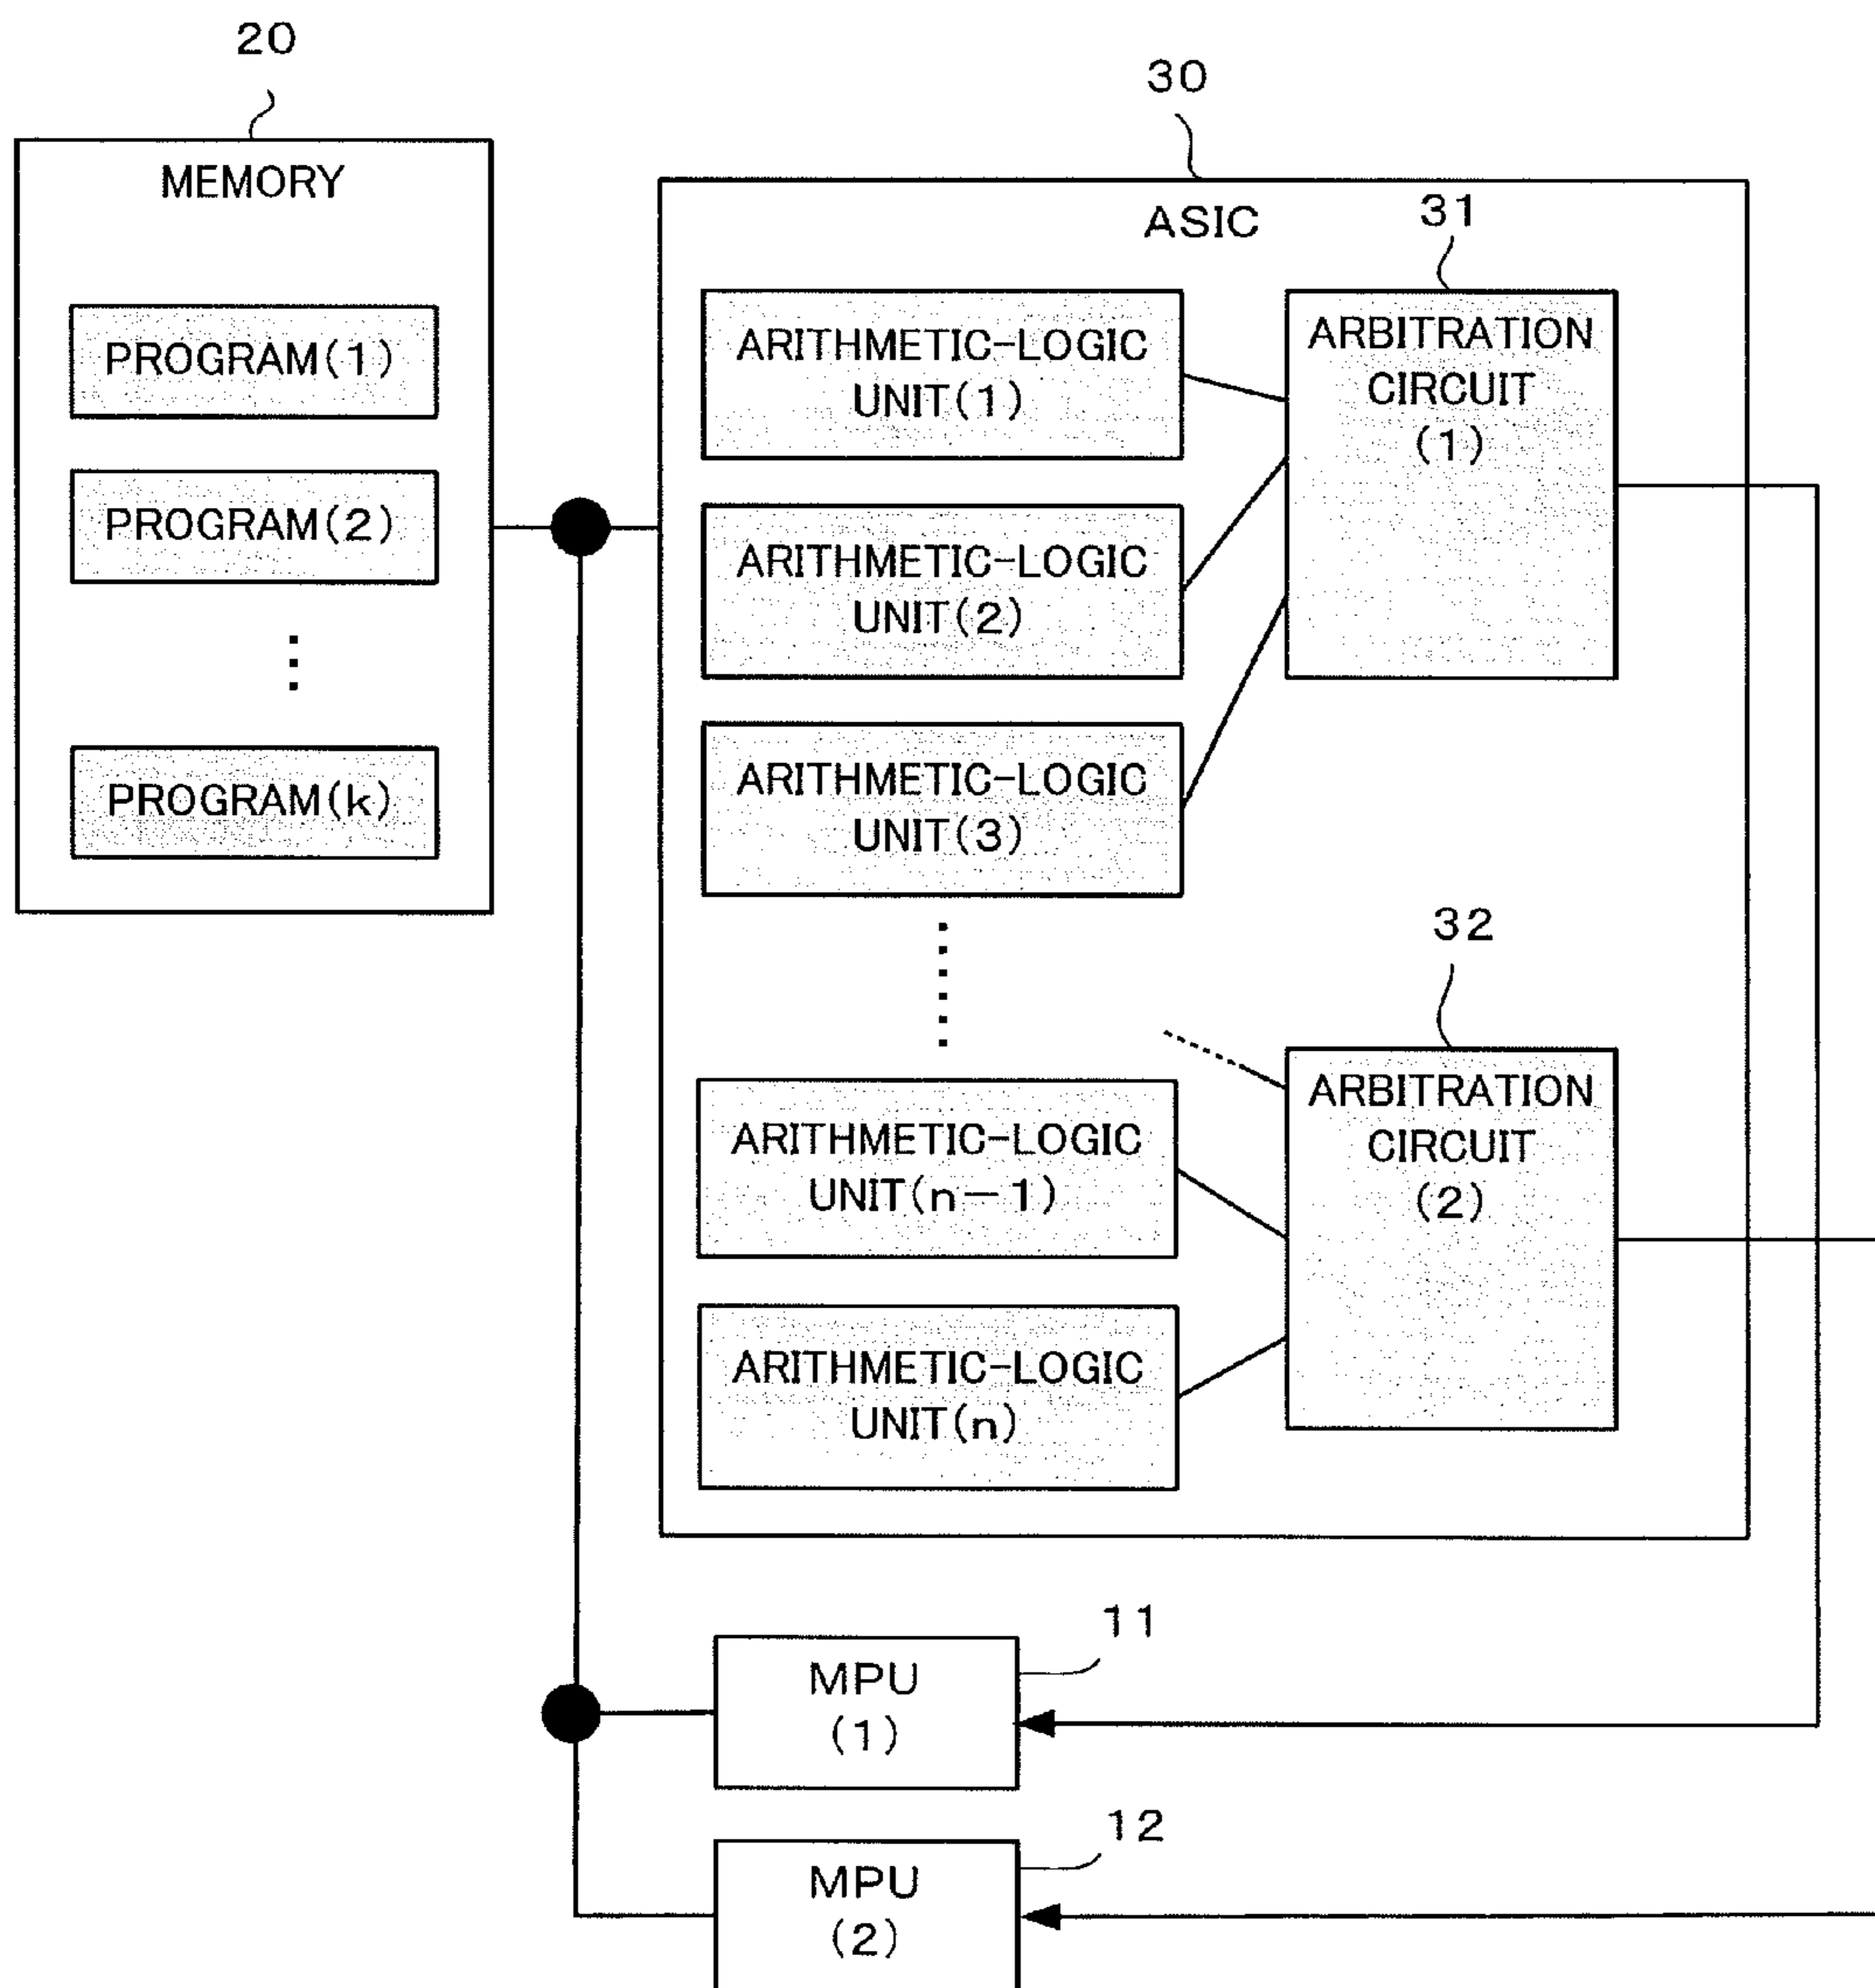 20
MEMORY
PROGRAM(1)
PROGRAM(2)
PROGRAM(k)
30
ASIC
31
ARITHMETIC-LOGIC
UNIT(1)
ARBITRATION
CIRCUIT
(1)
ARITHMETIC-LOGIC
UNIT(2)
ARITHMETIC-LOGIC
UNIT(3)
32
ARBITRATION
CIRCUIT
(2)
ARITHMETIC-LOGIC
UNIT(n-1)
ARITHMETIC-LOGIC
UNIT(n)
11
MPU
(1)
12
MPU
(2)